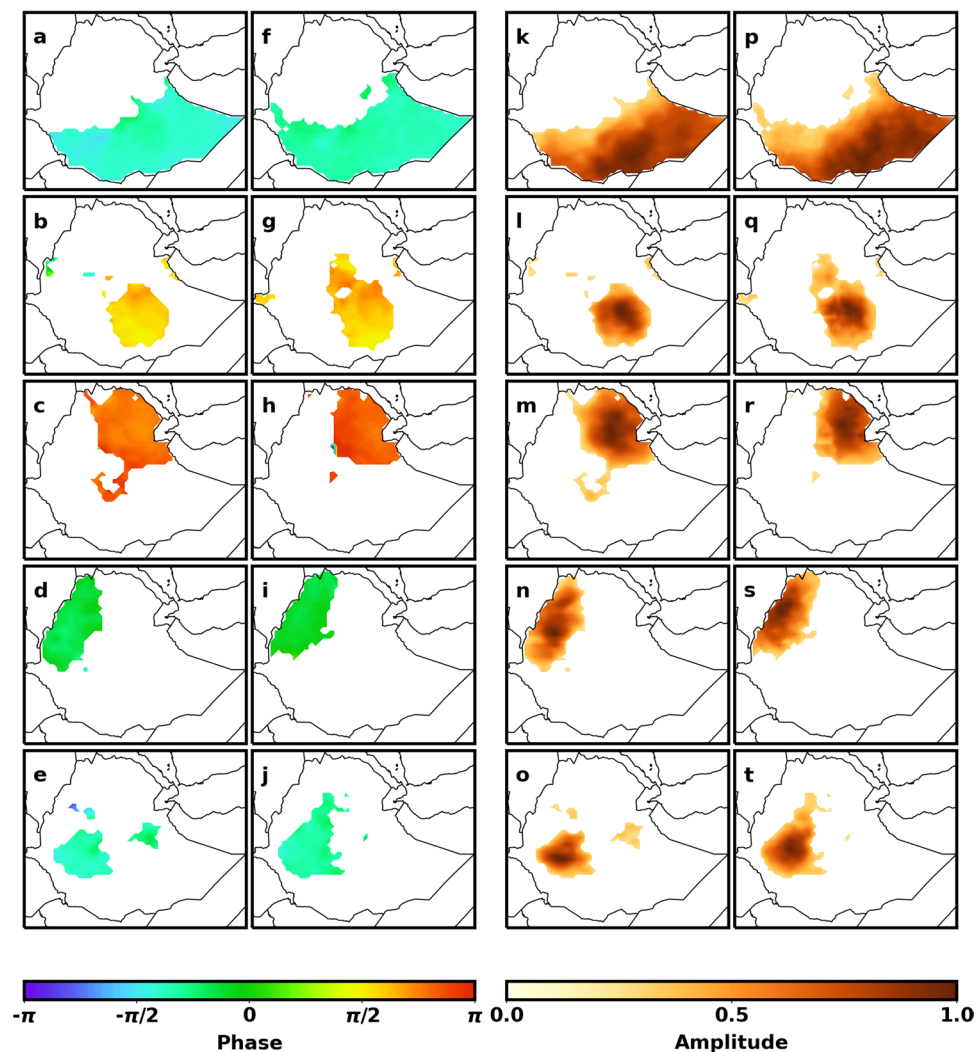 a f k p
b g l q
c h m r
d i n s
e j o t
-π -π/2 0 π/2 π 0.0 0.5 1.0
Phase Amplitude